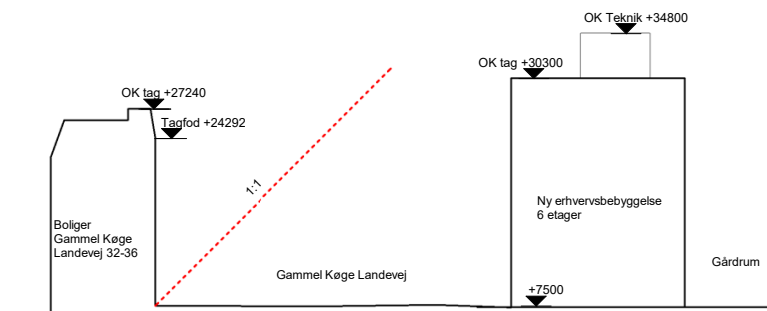 OK Teknik +34800
OK tag +30300
OK tag +27240
Tagfod +24292
1:1
Ny erhvervsbebyggelse
6 etager
Boliger
Gammel Køge
Landevej 32-36
Gårdrum
Gammel Køge Landevej
+7500